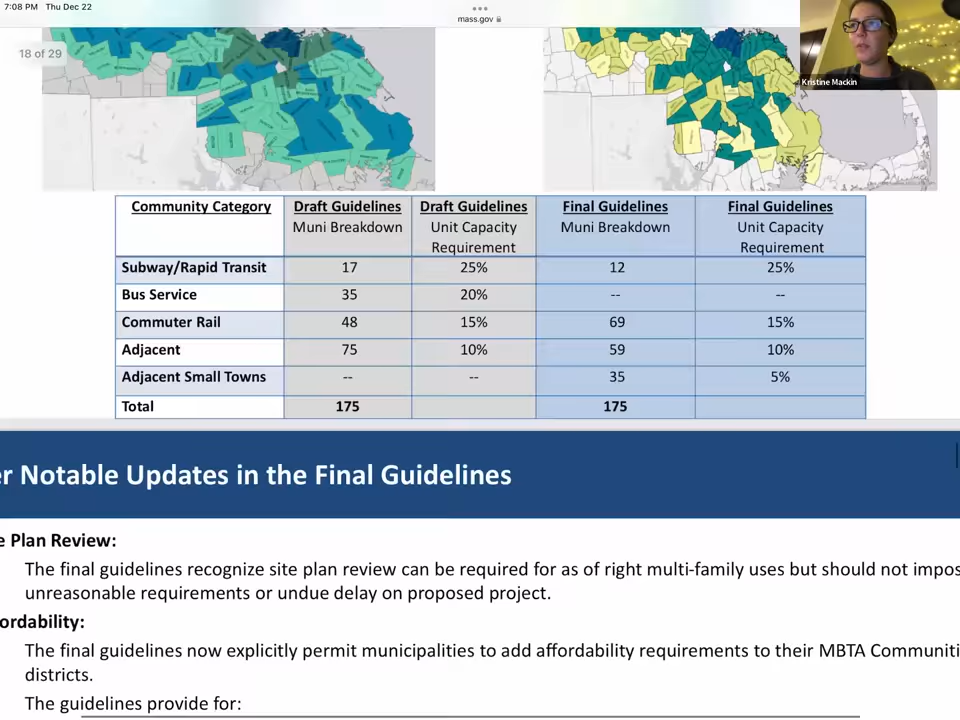 7:08 PM Thu Dec 22
mass.gov
18 of 29
Kristine Mackin
Community Category
Draft Guidelines
Muni Breakdown
Draft Guidelines
Unit Capacity
Requirement
Final Guidelines
Muni Breakdown
Final Guidelines
Unit Capacity
Requirement
Subway/Rapid Transit 17 25% 12 25%
Bus Service 35 20% -- --
Commuter Rail 48 15% 69 15%
Adjacent 75 10% 59 10%
Adjacent Small Towns -- -- 35 5%
Total 175 175
er Notable Updates in the Final Guidelines
e Plan Review:
The final guidelines recognize site plan review can be required for as of right multi-family uses but should not impos
unreasonable requirements or undue delay on proposed project.
ordability:
The final guidelines now explicitly permit municipalities to add affordability requirements to their MBTA Communiti
districts.
The guidelines provide for: